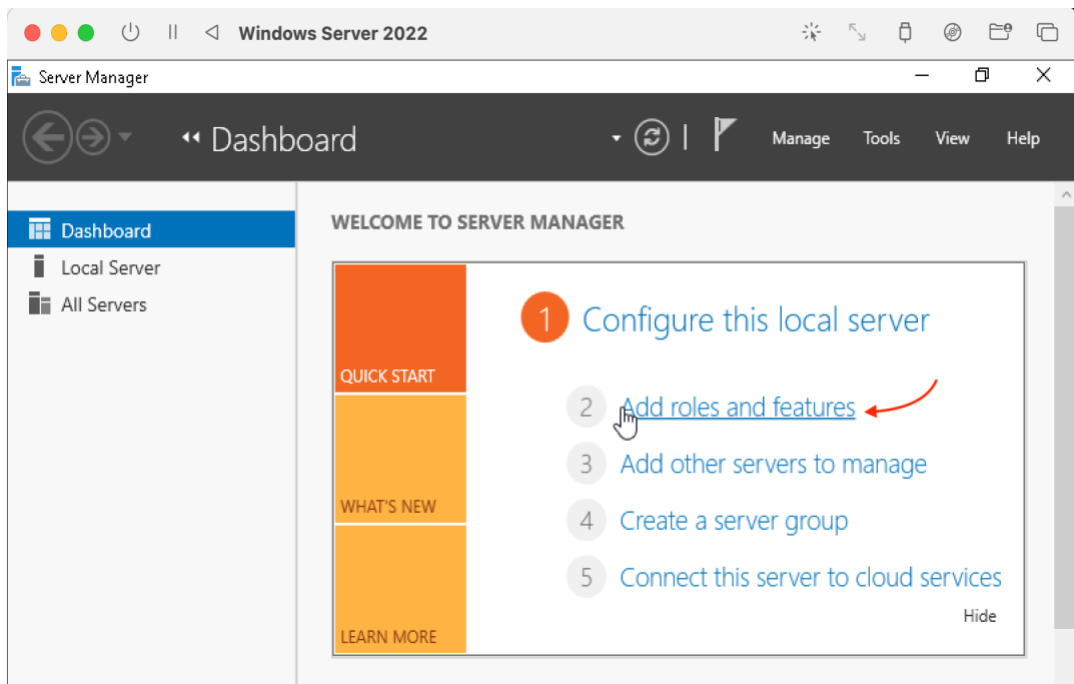 Windows Server 2022
Server Manager
Dashboard
Manage Tools View Help
Dashboard
Local Server
All Servers
WELCOME TO SERVER MANAGER
QUICK START
WHAT'S NEW
LEARN MORE
1 Configure this local server
2 Add roles and features
3 Add other servers to manage
4 Create a server group
5 Connect this server to cloud services
Hide